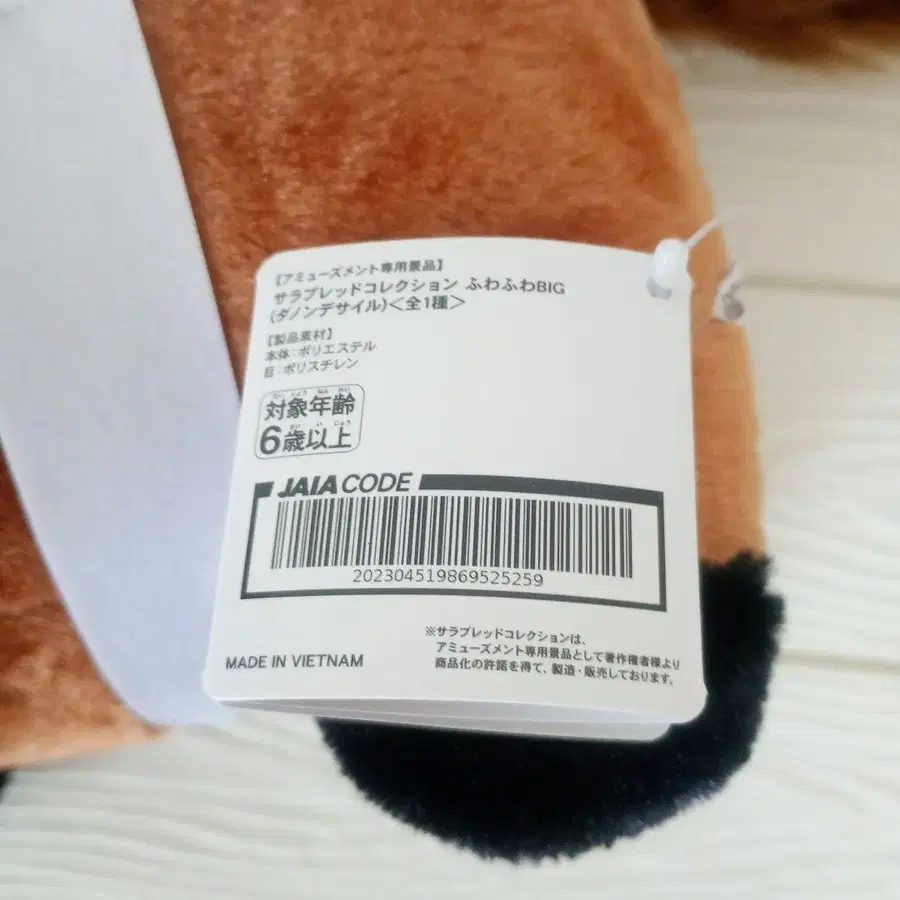 【アミューズメント専用景品】
サラブレッドコレクション ふわふわBIG
(ダノンデサイル)<全1種>
【製品素材】
本体:ポリエステル
目:ポリスチレン
対象年齢
6歳以上
JAIA CODE
202304519869525259
MADE IN VIETNAM
※サラブレッドコレクションは、
アミューズメント専用景品として著作権者様より
商品化の許諾を得て、製造・販売しております。